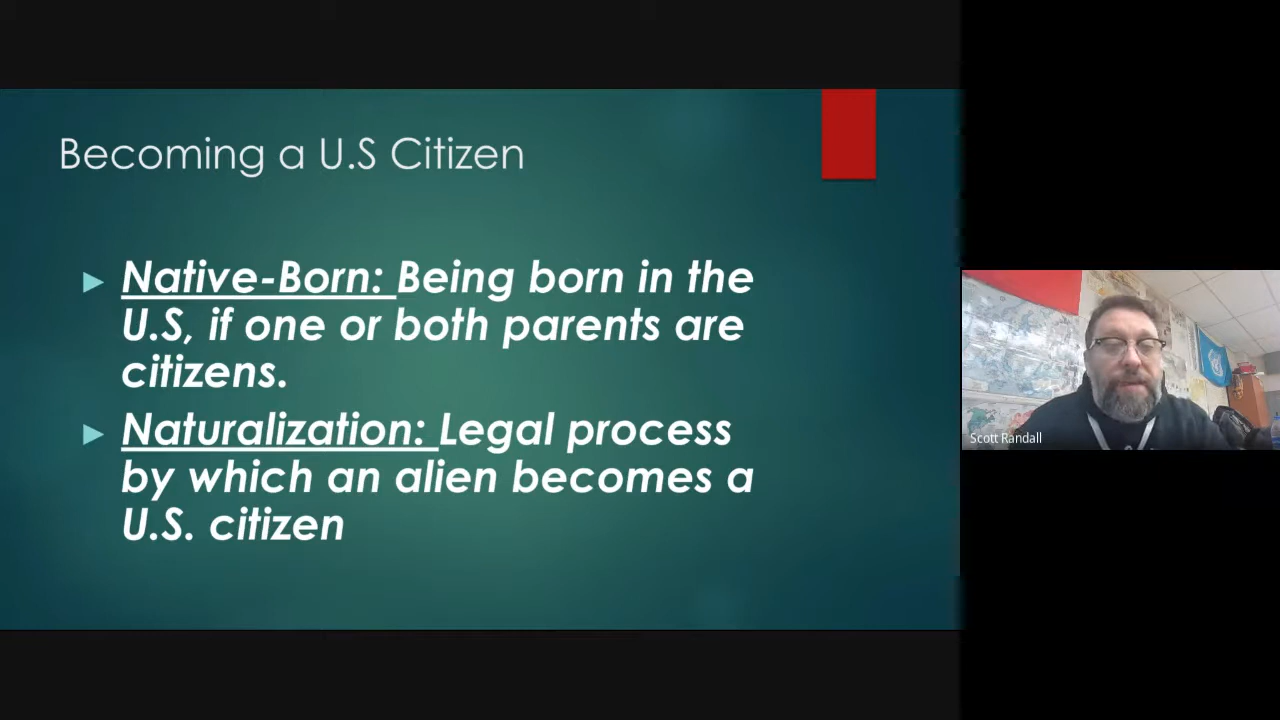 Becoming a U.S Citizen
Native-Born: Being born in the
U.S, if one or both parents are
citizens.
Naturalization: Legal process
by which an alien becomes a
U.S. citizen
Scott Randall